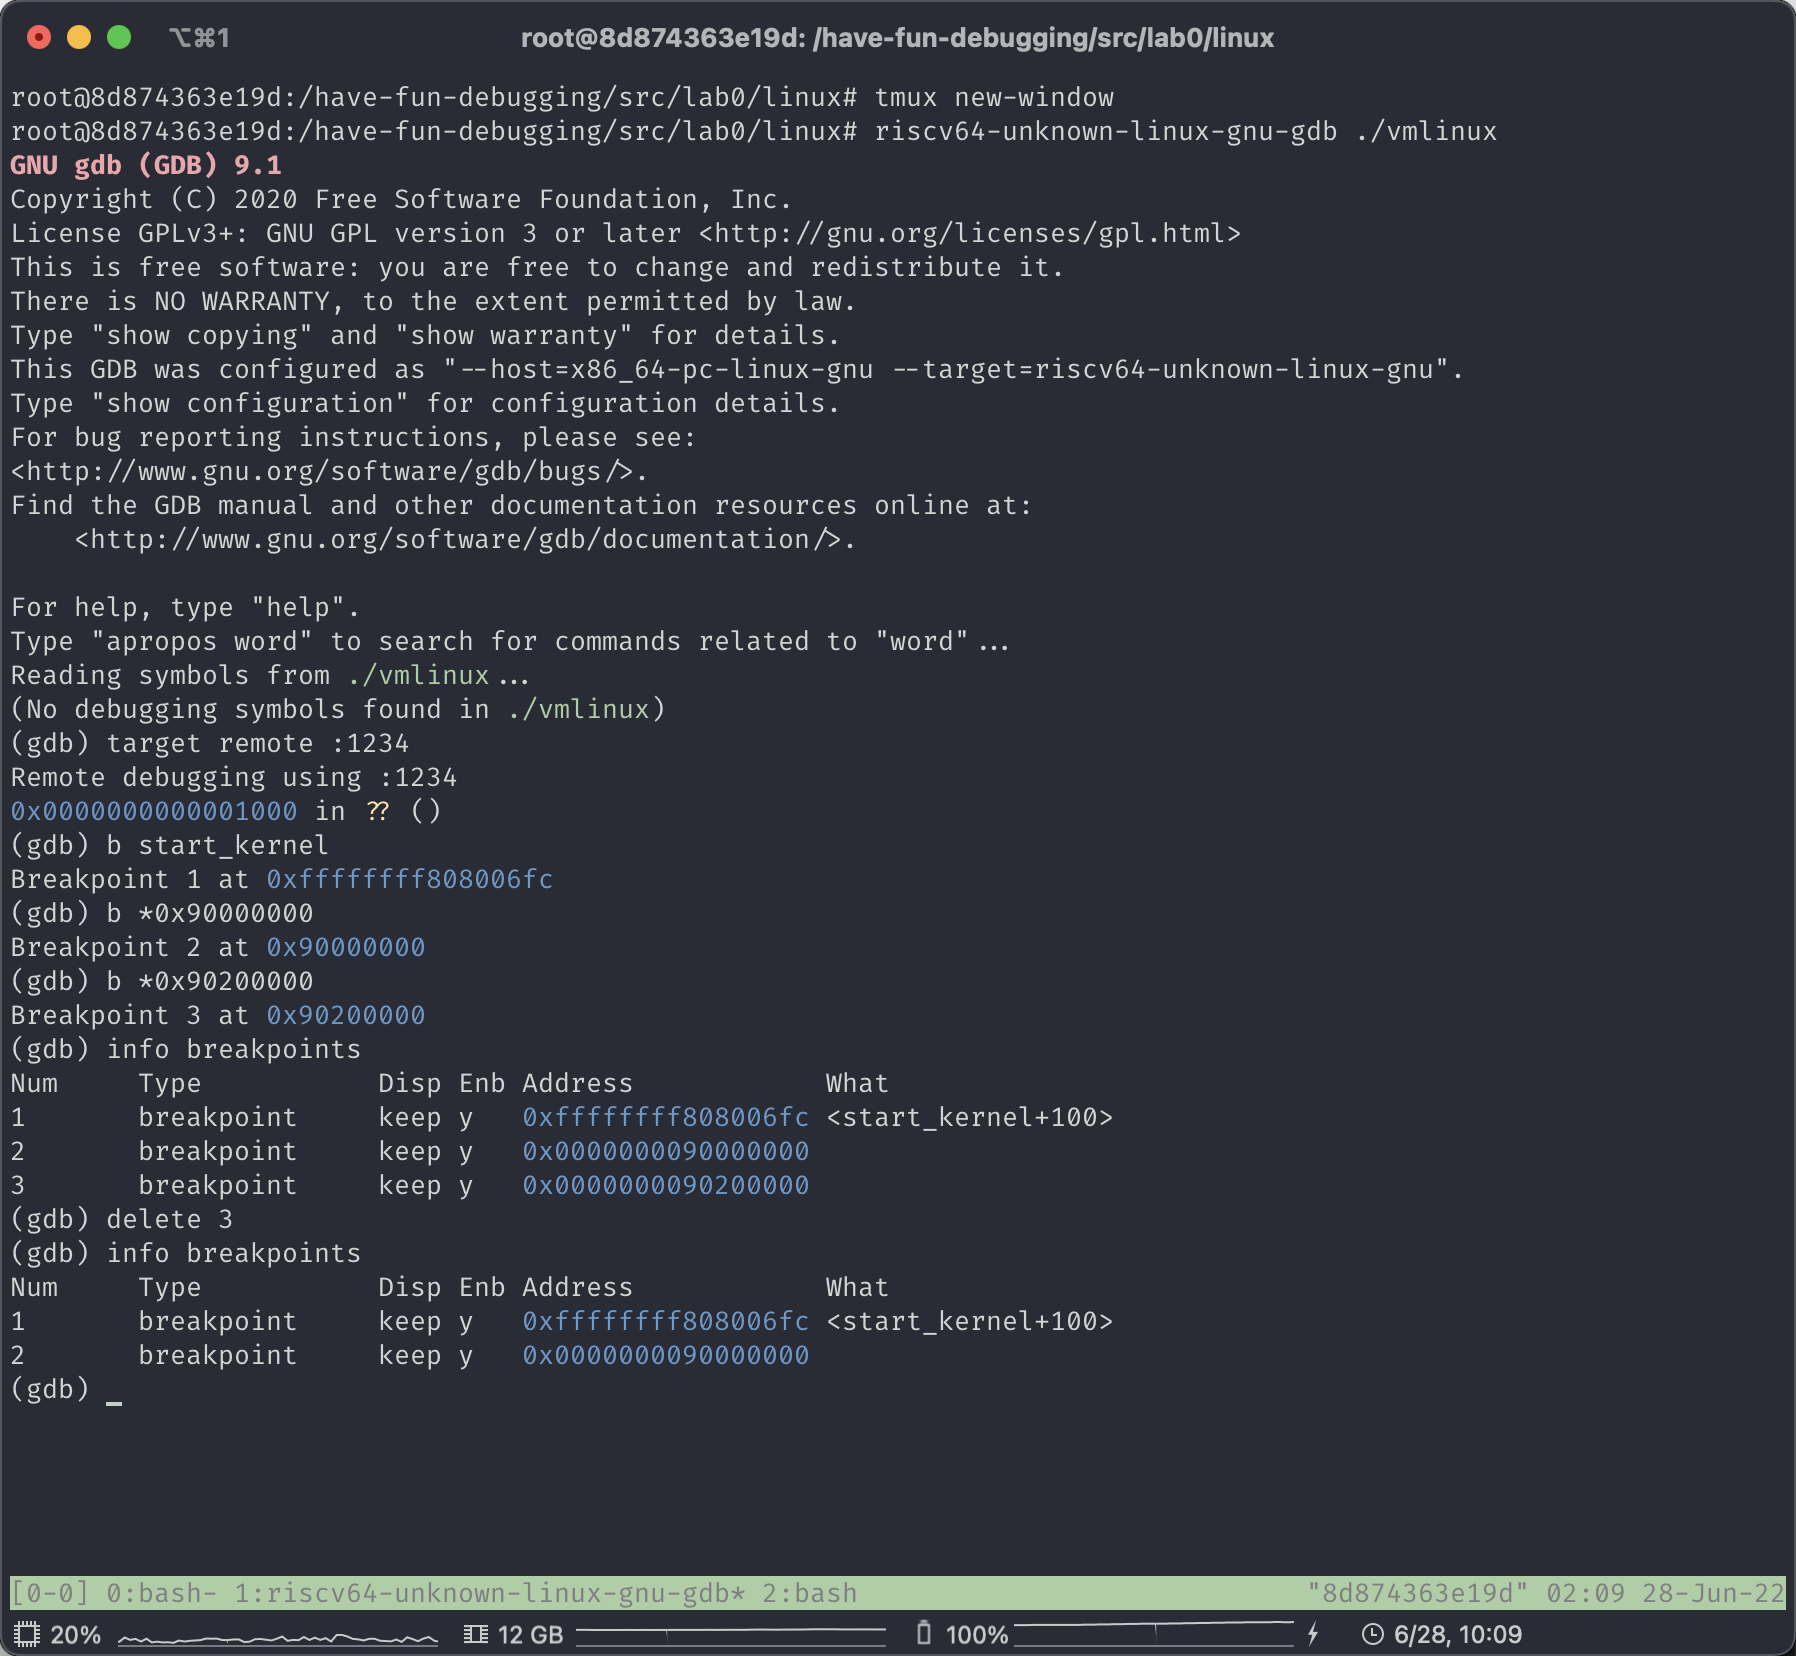 ⌥⌘1 root@8d874363e19d: /have-fun-debugging/src/lab0/linux
root@8d874363e19d:/have-fun-debugging/src/lab0/linux# tmux new-window
root@8d874363e19d:/have-fun-debugging/src/lab0/linux# riscv64-unknown-linux-gnu-gdb ./vmlinux
GNU gdb (GDB) 9.1
Copyright (C) 2020 Free Software Foundation, Inc.
License GPLv3+: GNU GPL version 3 or later <http://gnu.org/licenses/gpl.html>
This is free software: you are free to change and redistribute it.
There is NO WARRANTY, to the extent permitted by law.
Type "show copying" and "show warranty" for details.
This GDB was configured as "--host=x86_64-pc-linux-gnu --target=riscv64-unknown-linux-gnu".
Type "show configuration" for configuration details.
For bug reporting instructions, please see:
<http://www.gnu.org/software/gdb/bugs/>.
Find the GDB manual and other documentation resources online at:
    <http://www.gnu.org/software/gdb/documentation/>.

For help, type "help".
Type "apropos word" to search for commands related to "word"...
Reading symbols from ./vmlinux...
(No debugging symbols found in ./vmlinux)
(gdb) target remote :1234
Remote debugging using :1234
0x0000000000001000 in ?? ()
(gdb) b start_kernel
Breakpoint 1 at 0xffffffff808006fc
(gdb) b *0x90000000
Breakpoint 2 at 0x90000000
(gdb) b *0x90200000
Breakpoint 3 at 0x90200000
(gdb) info breakpoints
Num     Type           Disp Enb Address            What
1       breakpoint     keep y   0xffffffff808006fc <start_kernel+100>
2       breakpoint     keep y   0x0000000090000000
3       breakpoint     keep y   0x0000000090200000
(gdb) delete 3
(gdb) info breakpoints
Num     Type           Disp Enb Address            What
1       breakpoint     keep y   0xffffffff808006fc <start_kernel+100>
2       breakpoint     keep y   0x0000000090000000
(gdb) _
[0-0] 0:bash- 1:riscv64-unknown-linux-gnu-gdb* 2:bash "8d874363e19d" 02:09 28-Jun-22
20% 12 GB 100% 6/28, 10:09